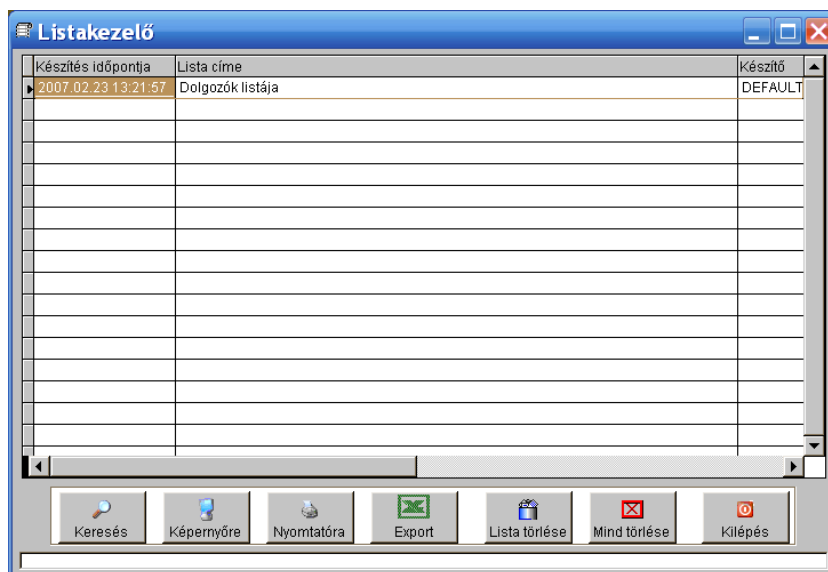 Listakezelő
Készítés időpontja Lista címe Készítő
2007.02.23 13:21:57 Dolgozók listája DEFAULT
Keresés Képernyőre Nyomtatóra Export Lista törlése Mind törlése Kilépés